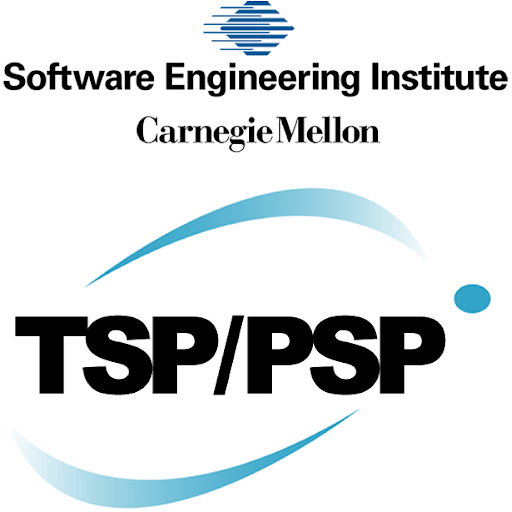 Software Engineering Institute
Carnegie Mellon
TSP/PSP